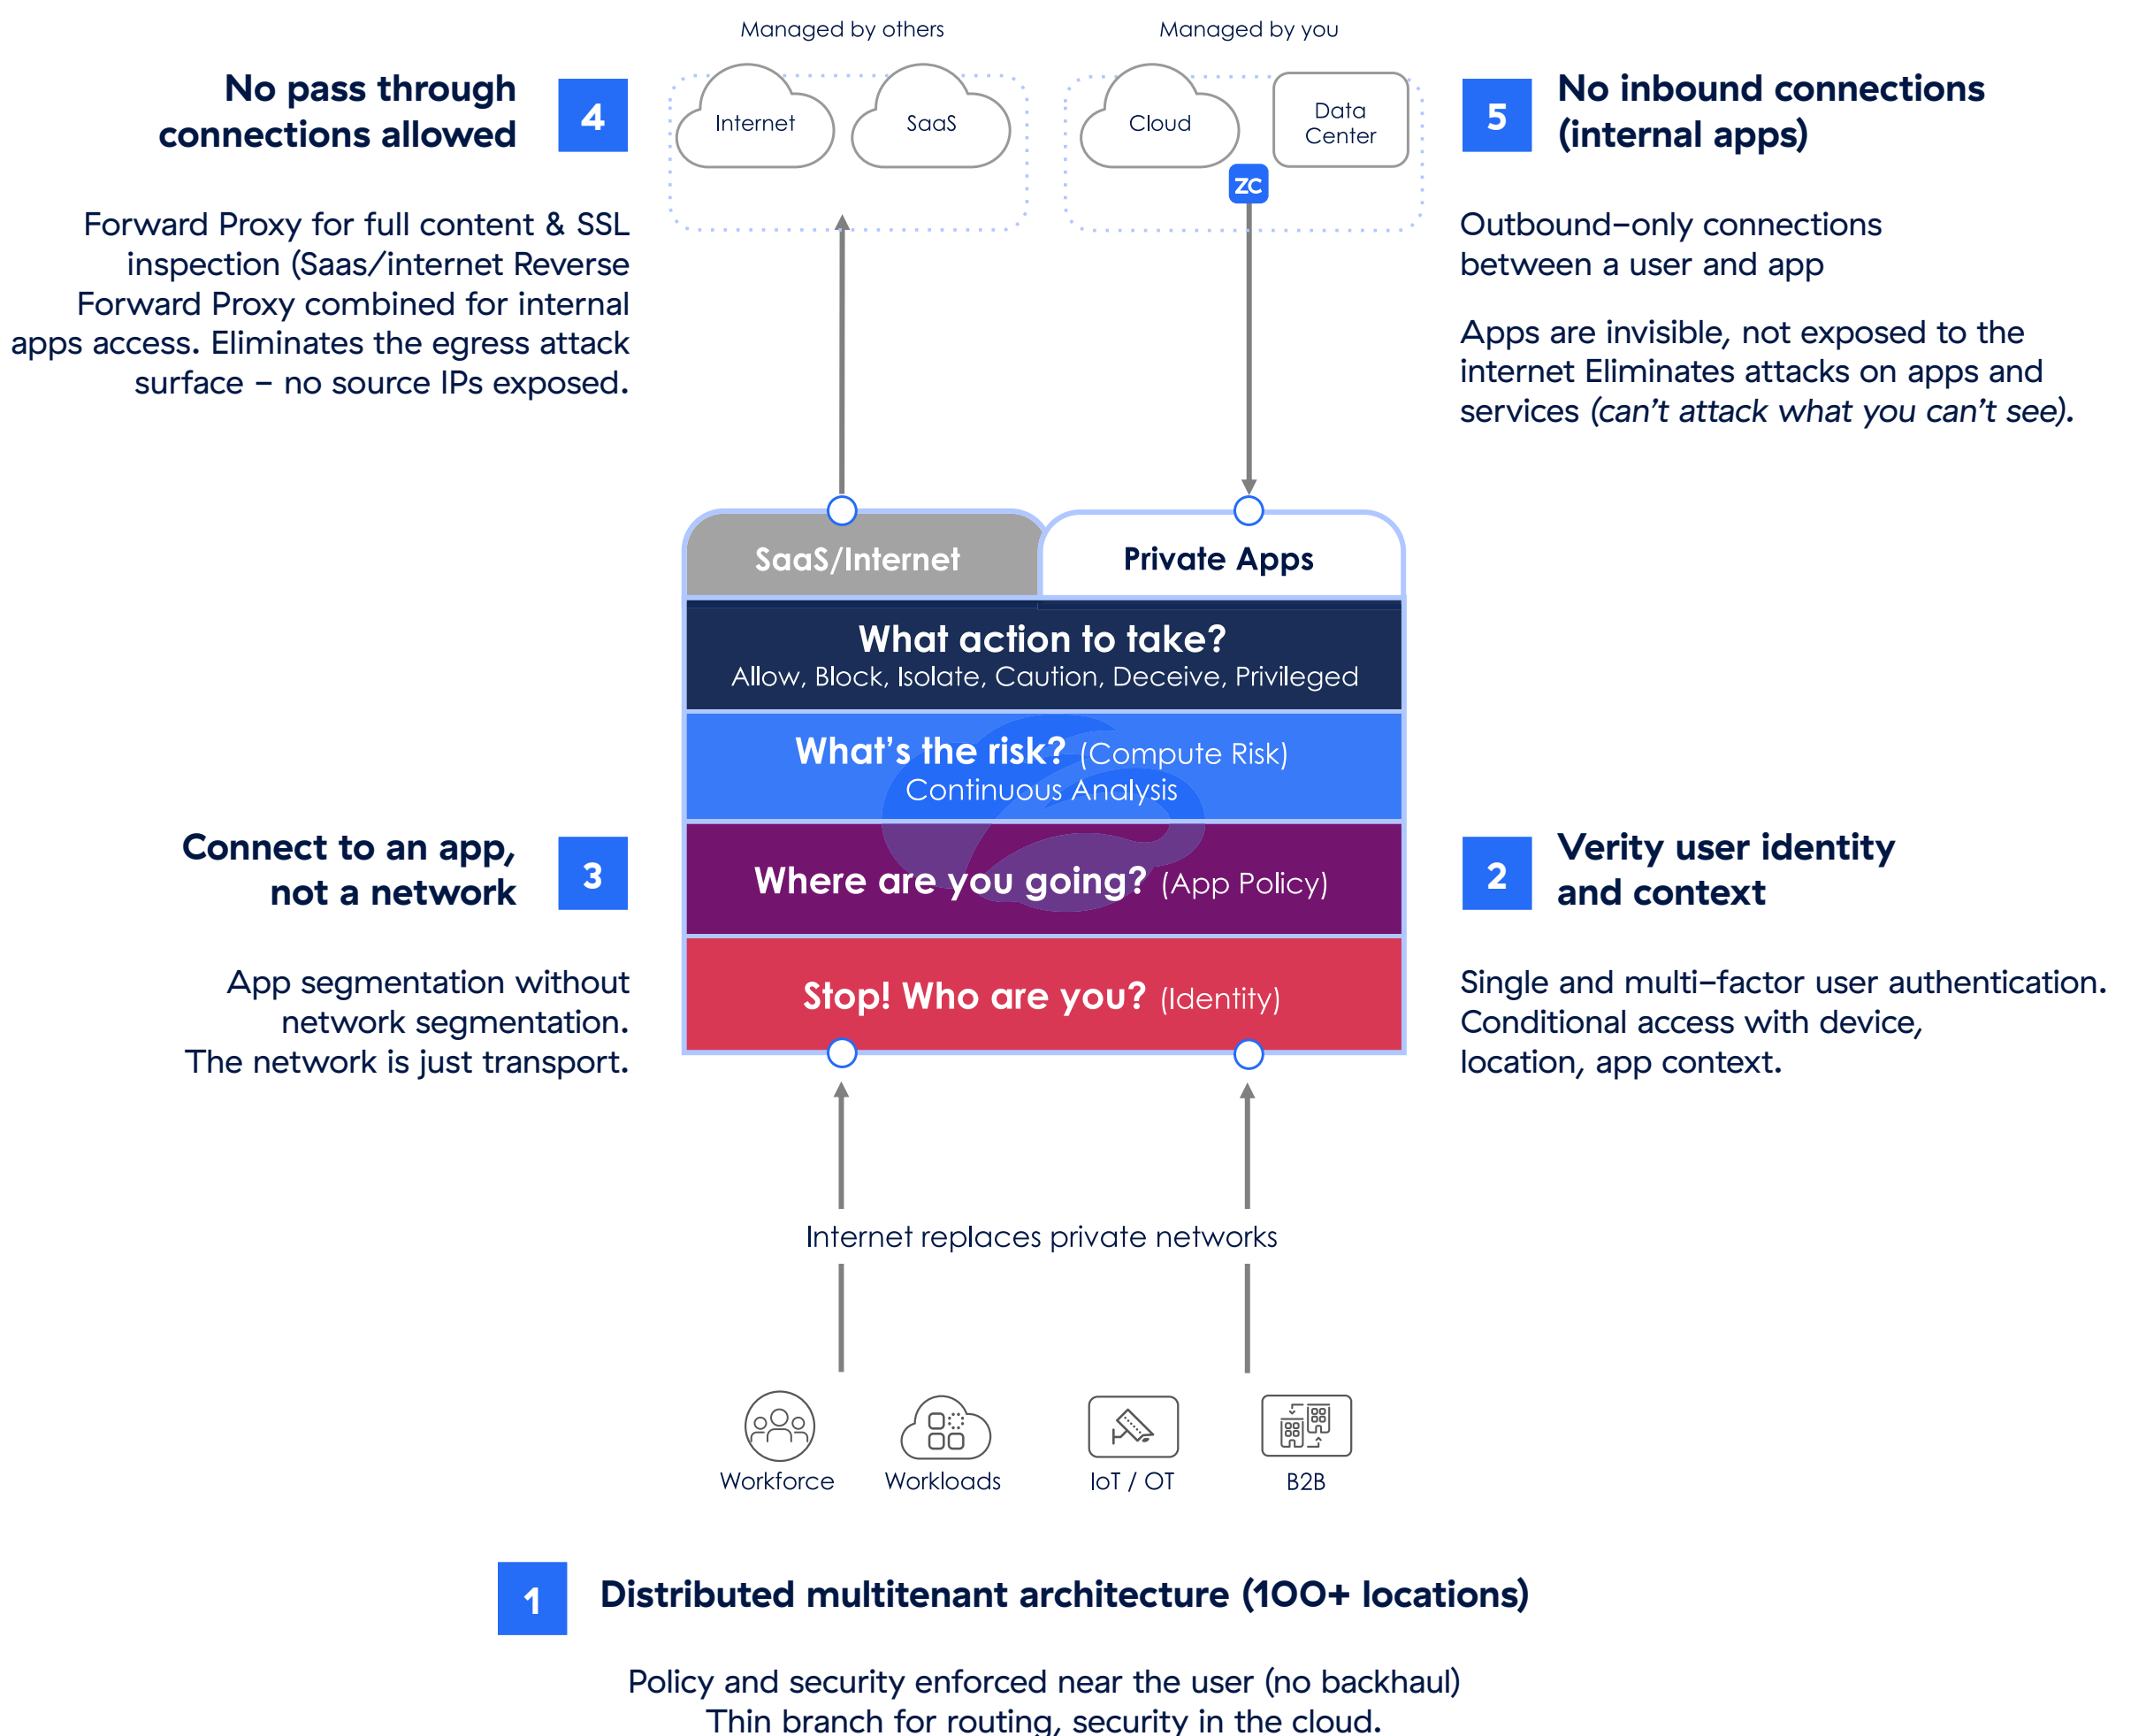 Managed by others
Managed by you
No pass through
connections allowed
4
Internet
SaaS
Cloud
Data
Center
ZC
5
No inbound connections
(internal apps)
Forward Proxy for full content & SSL
inspection (Saas/internet Reverse
Forward Proxy combined for internal
apps access. Eliminates the egress attack
surface – no source IPs exposed.
Outbound–only connections
between a user and app
Apps are invisible, not exposed to the
internet Eliminates attacks on apps and
services (can't attack what you can't see).
SaaS/Internet
Private Apps
What action to take?
Allow, Block, Isolate, Caution, Deceive, Privileged
What's the risk? (Compute Risk)
Continuous Analysis
Where are you going? (App Policy)
Stop! Who are you? (Identity)
Connect to an app,
not a network
3
App segmentation without
network segmentation.
The network is just transport.
2
Verity user identity
and context
Single and multi–factor user authentication.
Conditional access with device,
location, app context.
Internet replaces private networks
Workforce
Workloads
IoT / OT
B2B
1
Distributed multitenant architecture (100+ locations)
Policy and security enforced near the user (no backhaul)
Thin branch for routing, security in the cloud.